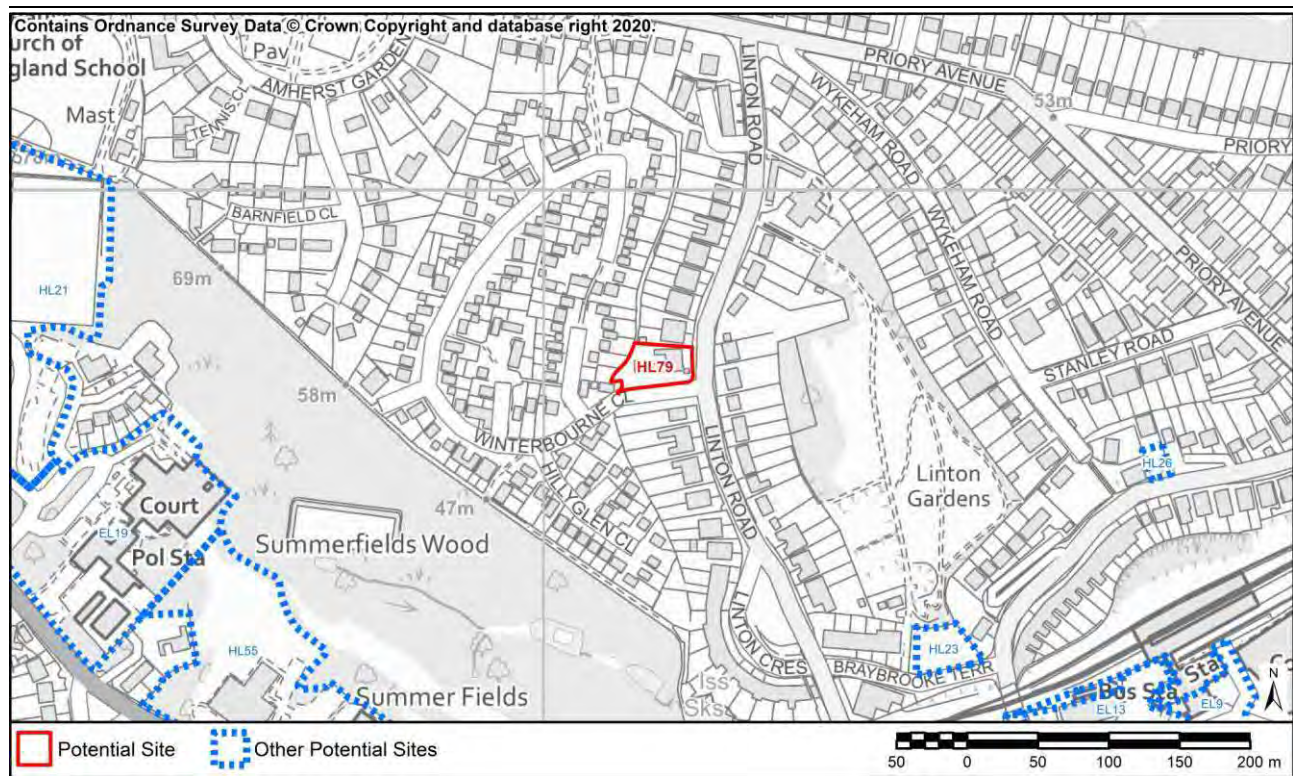 Contains Ordnance Survey Data © Crown Copyright and database right 2020.
urch of
gland School
Pav
AMHERST GARDEN
Mast
TENNIS CL
LINTON ROAD
WYKEHAM ROAD
PRIORY AVENUE
53m
PRIORY
BARNFIELD CL
69m
HL21
WYKEHAM ROAD
PRIORY AVENUE
STANLEY ROAD
HL79
58m
WINTERBOURNE CL
HILLYGLEN CL
LINTON ROAD
Linton
Gardens
HL26
47m
Court
EL19
Pol Sta
Summerfields Wood
HL55
LINTON CRES
BRAYBROOKE TERR
HL23
Summer Fields
Iss
Sks
Bus Sta
Sta
EL13
EL9
N
Potential Site
Other Potential Sites
50 0 50 100 150 200 m